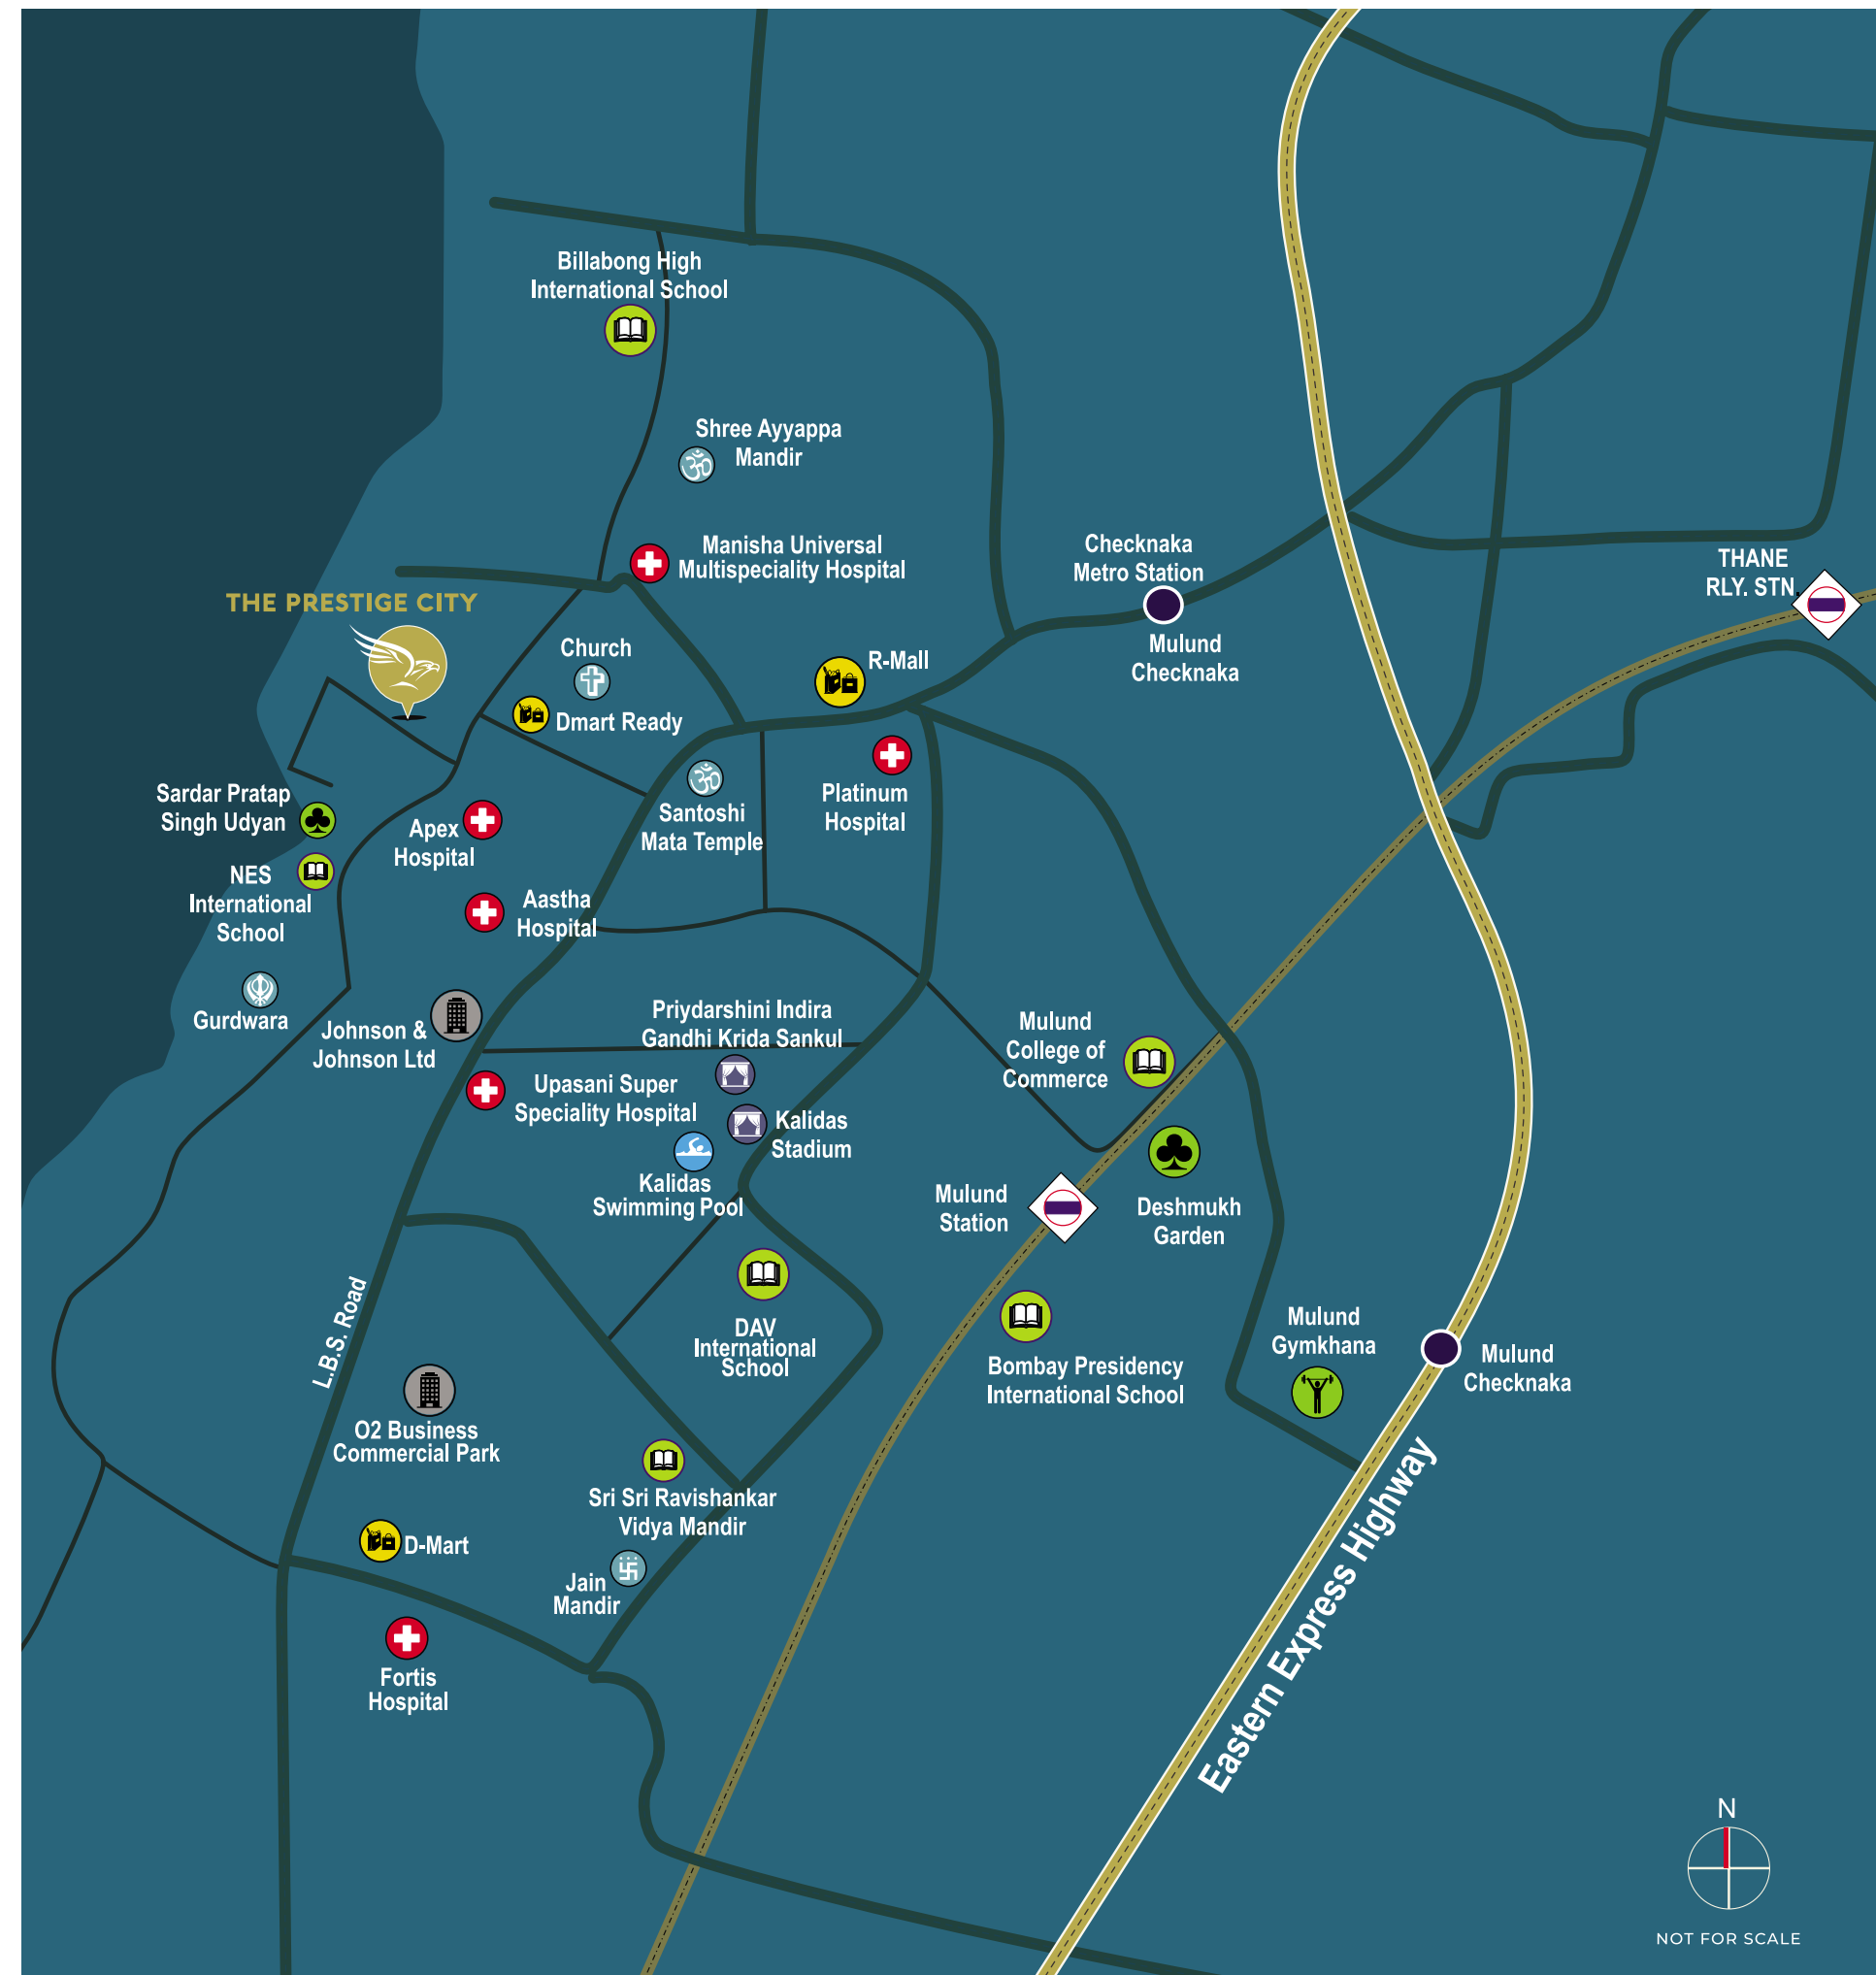 Billabong High
International School
Shree Ayyappa
Mandir
Manisha Universal
Multispeciality Hospital
Checknaka
Metro Station
Mulund
Checknaka
THANE
RLY. STN.
THE PRESTIGE CITY
Church
Dmart Ready
R-Mall
Sardar Pratap
Singh Udyan
Apex
Hospital
Santoshi
Mata Temple
Platinum
Hospital
NES
International
School
Aastha
Hospital
Gurdwara
Johnson &
Johnson Ltd
Priydarshini Indira
Gandhi Krida Sankul
Mulund
College of
Commerce
Upasani Super
Speciality Hospital
Kalidas
Stadium
Kalidas
Swimming Pool
Mulund
Station
Deshmukh
Garden
L.B.S. Road
DAV
International
School
Bombay Presidency
International School
Mulund
Gymkhana
Mulund
Checknaka
O2 Business
Commercial Park
Sri Sri Ravishankar
Vidya Mandir
D-Mart
Jain
Mandir
Fortis
Hospital
Eastern Express Highway
N
NOT FOR SCALE